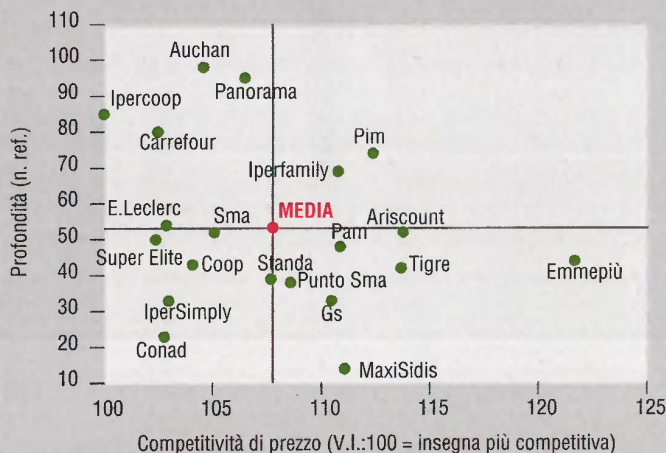 Profondità (n. ref.)
110
100
90
80
70
60
50
40
30
20
10
Auchan
Panorama
Ipercoop
Carrefour
Pim
Iperfamily
E.Leclerc
Sma
MEDIA
Ariscount
Pam
Super Elite
Coop
Standa
Punto Sma
Tigre
Emmepiù
IperSimply
Gs
Conad
MaxiSidis
100 105 110 115 120 125
Competitività di prezzo (V.I.:100 = insegna più competitiva)